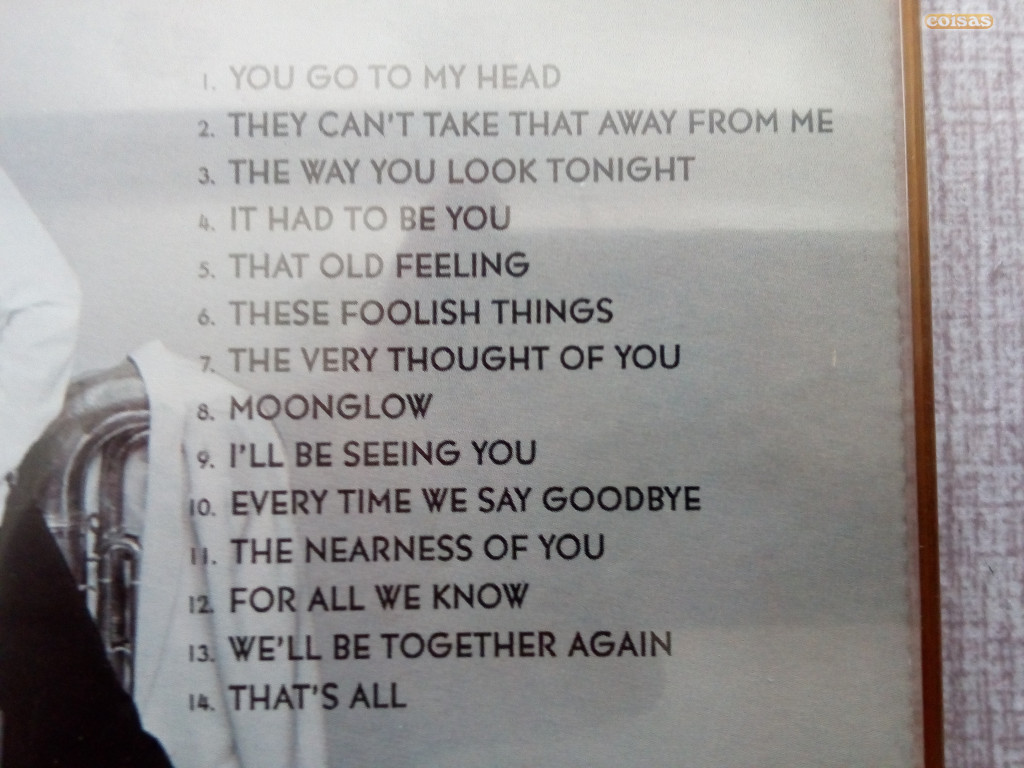 coisas
1. YOU GO TO MY HEAD
2. THEY CAN'T TAKE THAT AWAY FROM ME
3. THE WAY YOU LOOK TONIGHT
4. IT HAD TO BE YOU
5. THAT OLD FEELING
6. THESE FOOLISH THINGS
7. THE VERY THOUGHT OF YOU
8. MOONGLOW
9. I'LL BE SEEING YOU
10. EVERY TIME WE SAY GOODBYE
11. THE NEARNESS OF YOU
12. FOR ALL WE KNOW
13. WE'LL BE TOGETHER AGAIN
14. THAT'S ALL